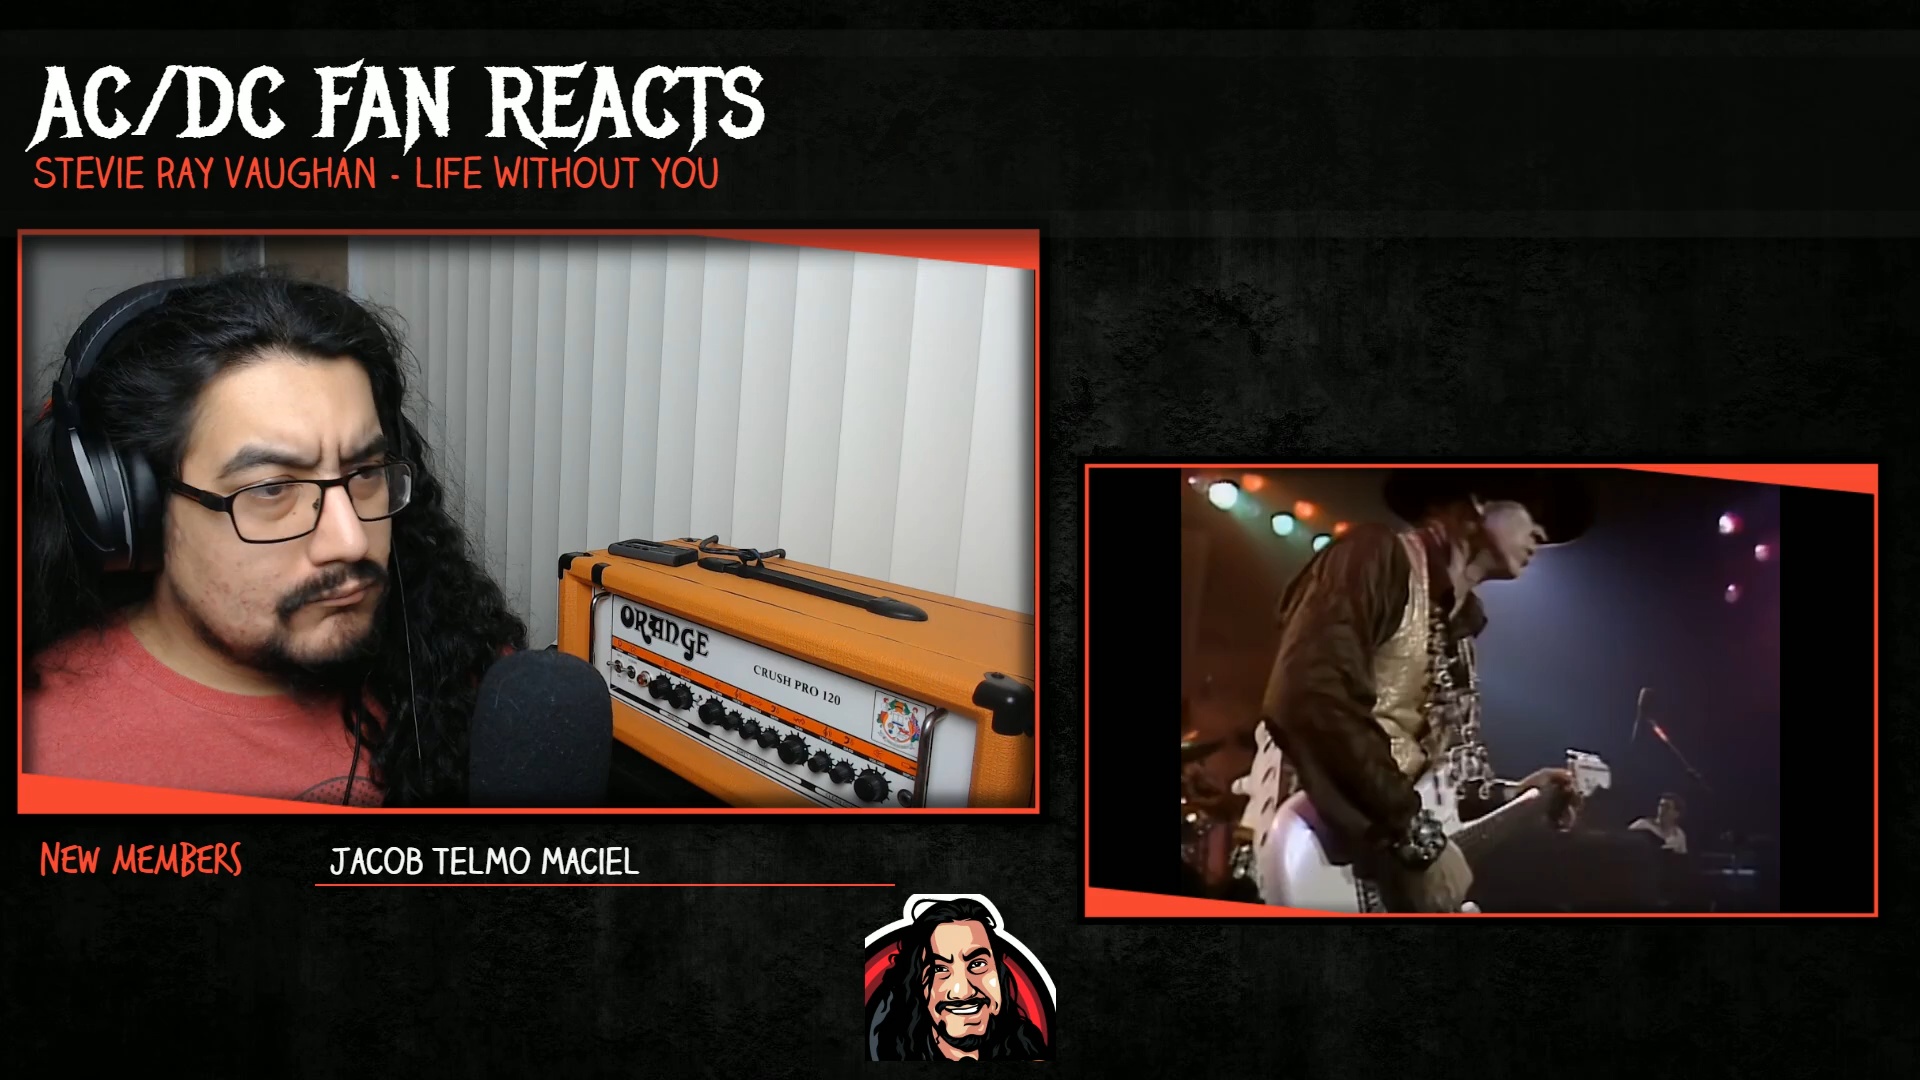 AC/DC FAN REACTS
STEVIE RAY VAUGHAN - LIFE WITHOUT YOU
ORANGE
CRUSH PRO 120
NEW MEMBERS
JACOB TELMO MACIEL